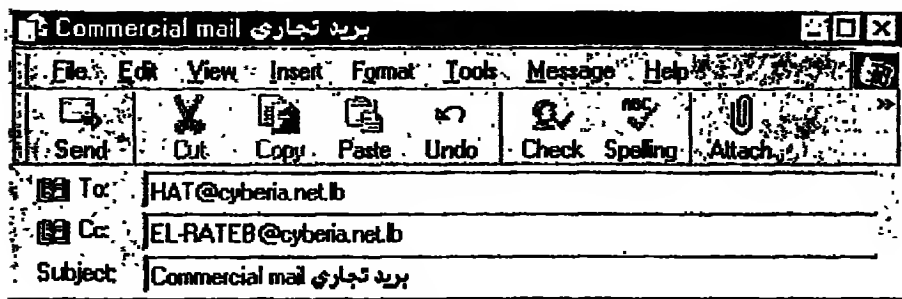 Commercial mail بريد تجاري
File Edit View Insert Format Tools Message Help
Send Cut Copy Paste Undo Check Spelling Attach »
To: HAT@cyberia.net.lb
Cc: EL-RATEB@cyberia.net.lb
Subject: Commercial mail بريد تجاري